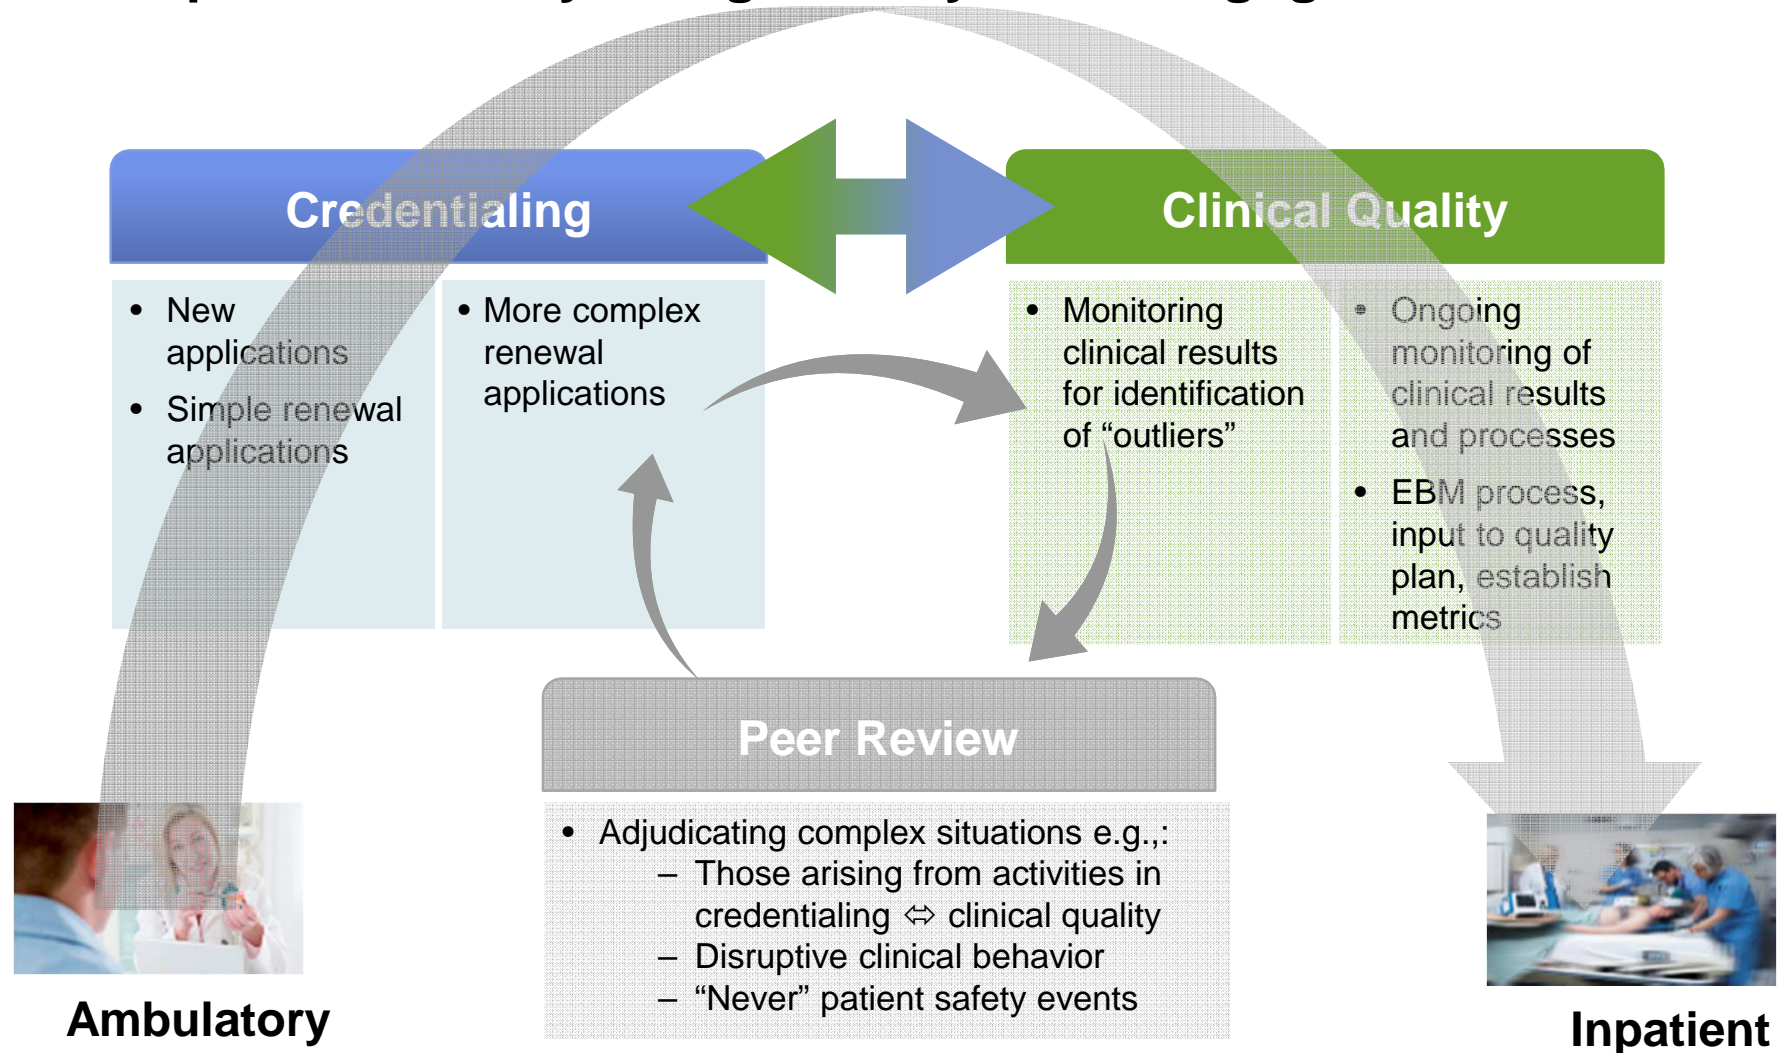 Credentialing
Clinical Quality
• New
applications
• Simple renewal
applications
• More complex
renewal
applications
• Monitoring
clinical results
for identification
of “outliers”
• Ongoing
monitoring of
clinical results
and processes
• EBM process,
input to quality
plan, establish
metrics
Peer Review
• Adjudicating complex situations e.g.,:
– Those arising from activities in
credentialing ⇔ clinical quality
– Disruptive clinical behavior
– “Never” patient safety events
Ambulatory
Inpatient